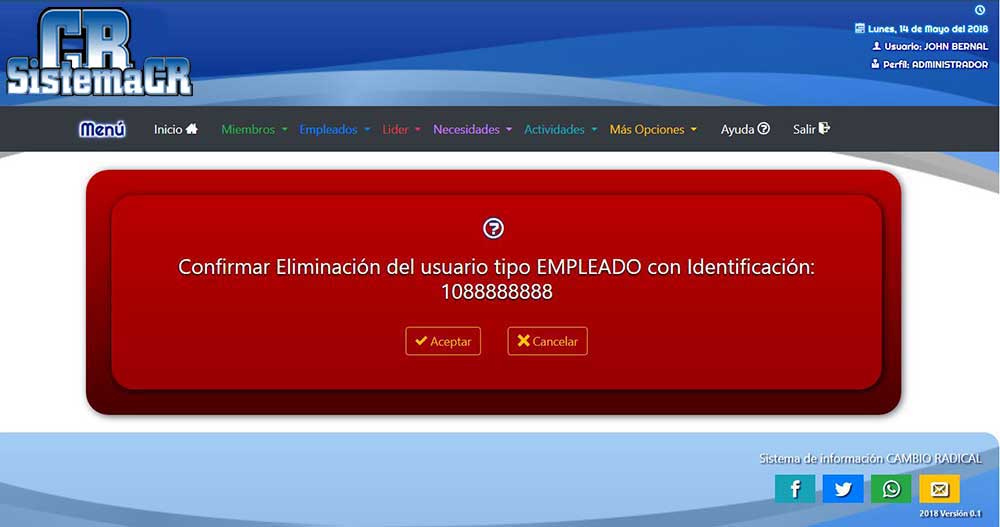 CR
SistemaCR
Lunes, 14 de Mayo del 2018
Usuario: JOHN BERNAL
Perfil: ADMINISTRADOR
Menú Inicio Miembros Empleados Lider Necesidades Actividades Más Opciones Ayuda Salir
Confirmar Eliminación del usuario tipo EMPLEADO con Identificación:
1088888888
Aceptar Cancelar
Sistema de información CAMBIO RADICAL
2018 Versión 0.1